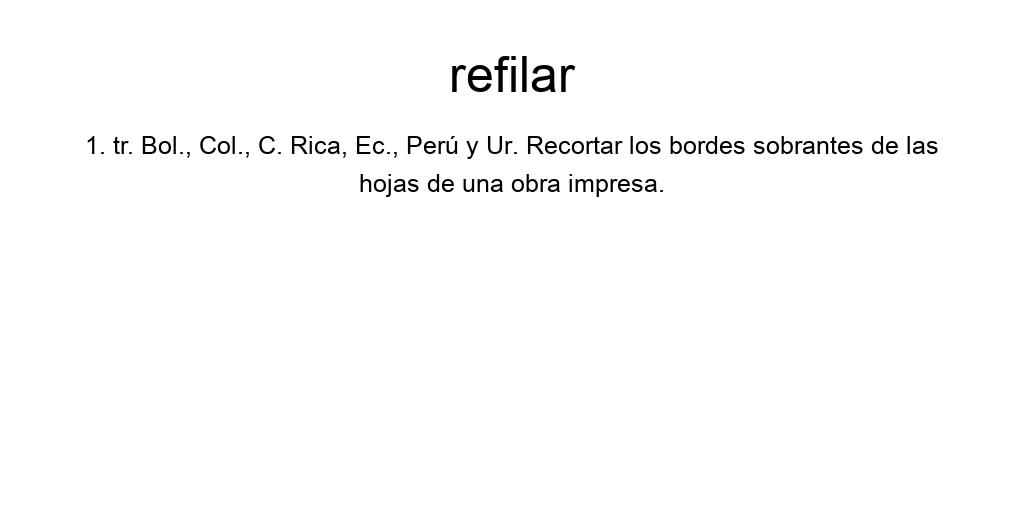 refilar
1. tr. Bol., Col., C. Rica, Ec., Perú y Ur. Recortar los bordes sobrantes de las
hojas de una obra impresa.